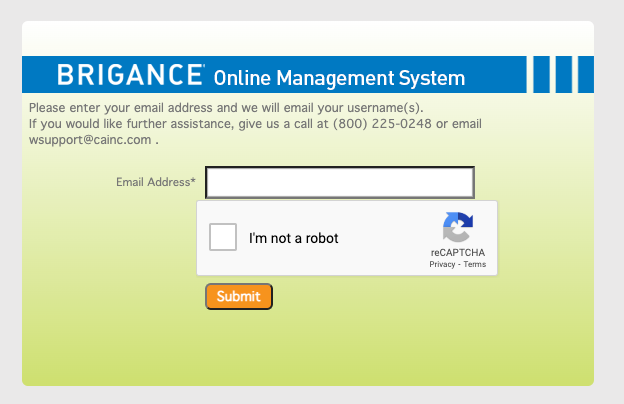 BRIGANCE® Online Management System
Please enter your email address and we will email your username(s).
If you would like further assistance, give us a call at (800) 225-0248 or email
wsupport@cainc.com .
Email Address*
I'm not a robot
reCAPTCHA
Privacy - Terms
Submit